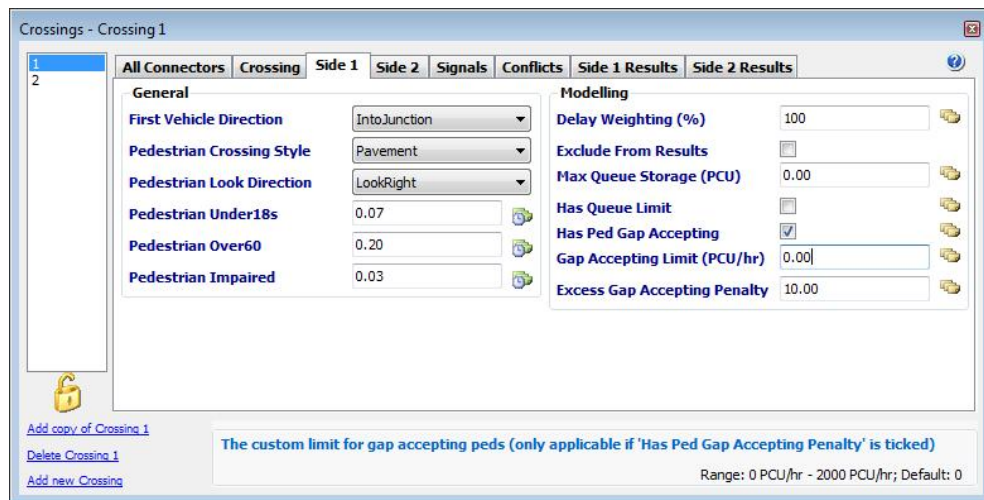 Crossings - Crossing 1
1
2
All Connectors Crossing Side 1 Side 2 Signals Conflicts Side 1 Results Side 2 Results
General
First Vehicle Direction IntoJunction
Pedestrian Crossing Style Pavement
Pedestrian Look Direction LookRight
Pedestrian Under18s 0.07
Pedestrian Over60 0.20
Pedestrian Impaired 0.03
Modelling
Delay Weighting (%) 100
Exclude From Results
Max Queue Storage (PCU) 0.00
Has Queue Limit
Has Ped Gap Accepting
Gap Accepting Limit (PCU/hr) 0.00
Excess Gap Accepting Penalty 10.00
Add copy of Crossing 1
Delete Crossing 1
Add new Crossing
The custom limit for gap accepting peds (only applicable if 'Has Ped Gap Accepting Penalty' is ticked)
Range: 0 PCU/hr - 2000 PCU/hr; Default: 0